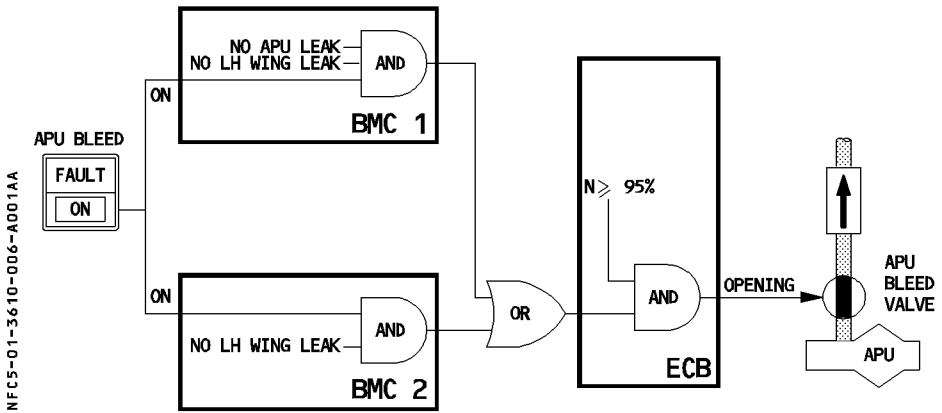 NO APU LEAK
NO LH WING LEAK
AND
ON
BMC 1
APU BLEED
FAULT
ON
N≥ 95%
ON
AND
NO LH WING LEAK
BMC 2
OR
AND
ECB
OPENING
APU
BLEED
VALVE
APU
NFC5-01-3610-006-A001AA